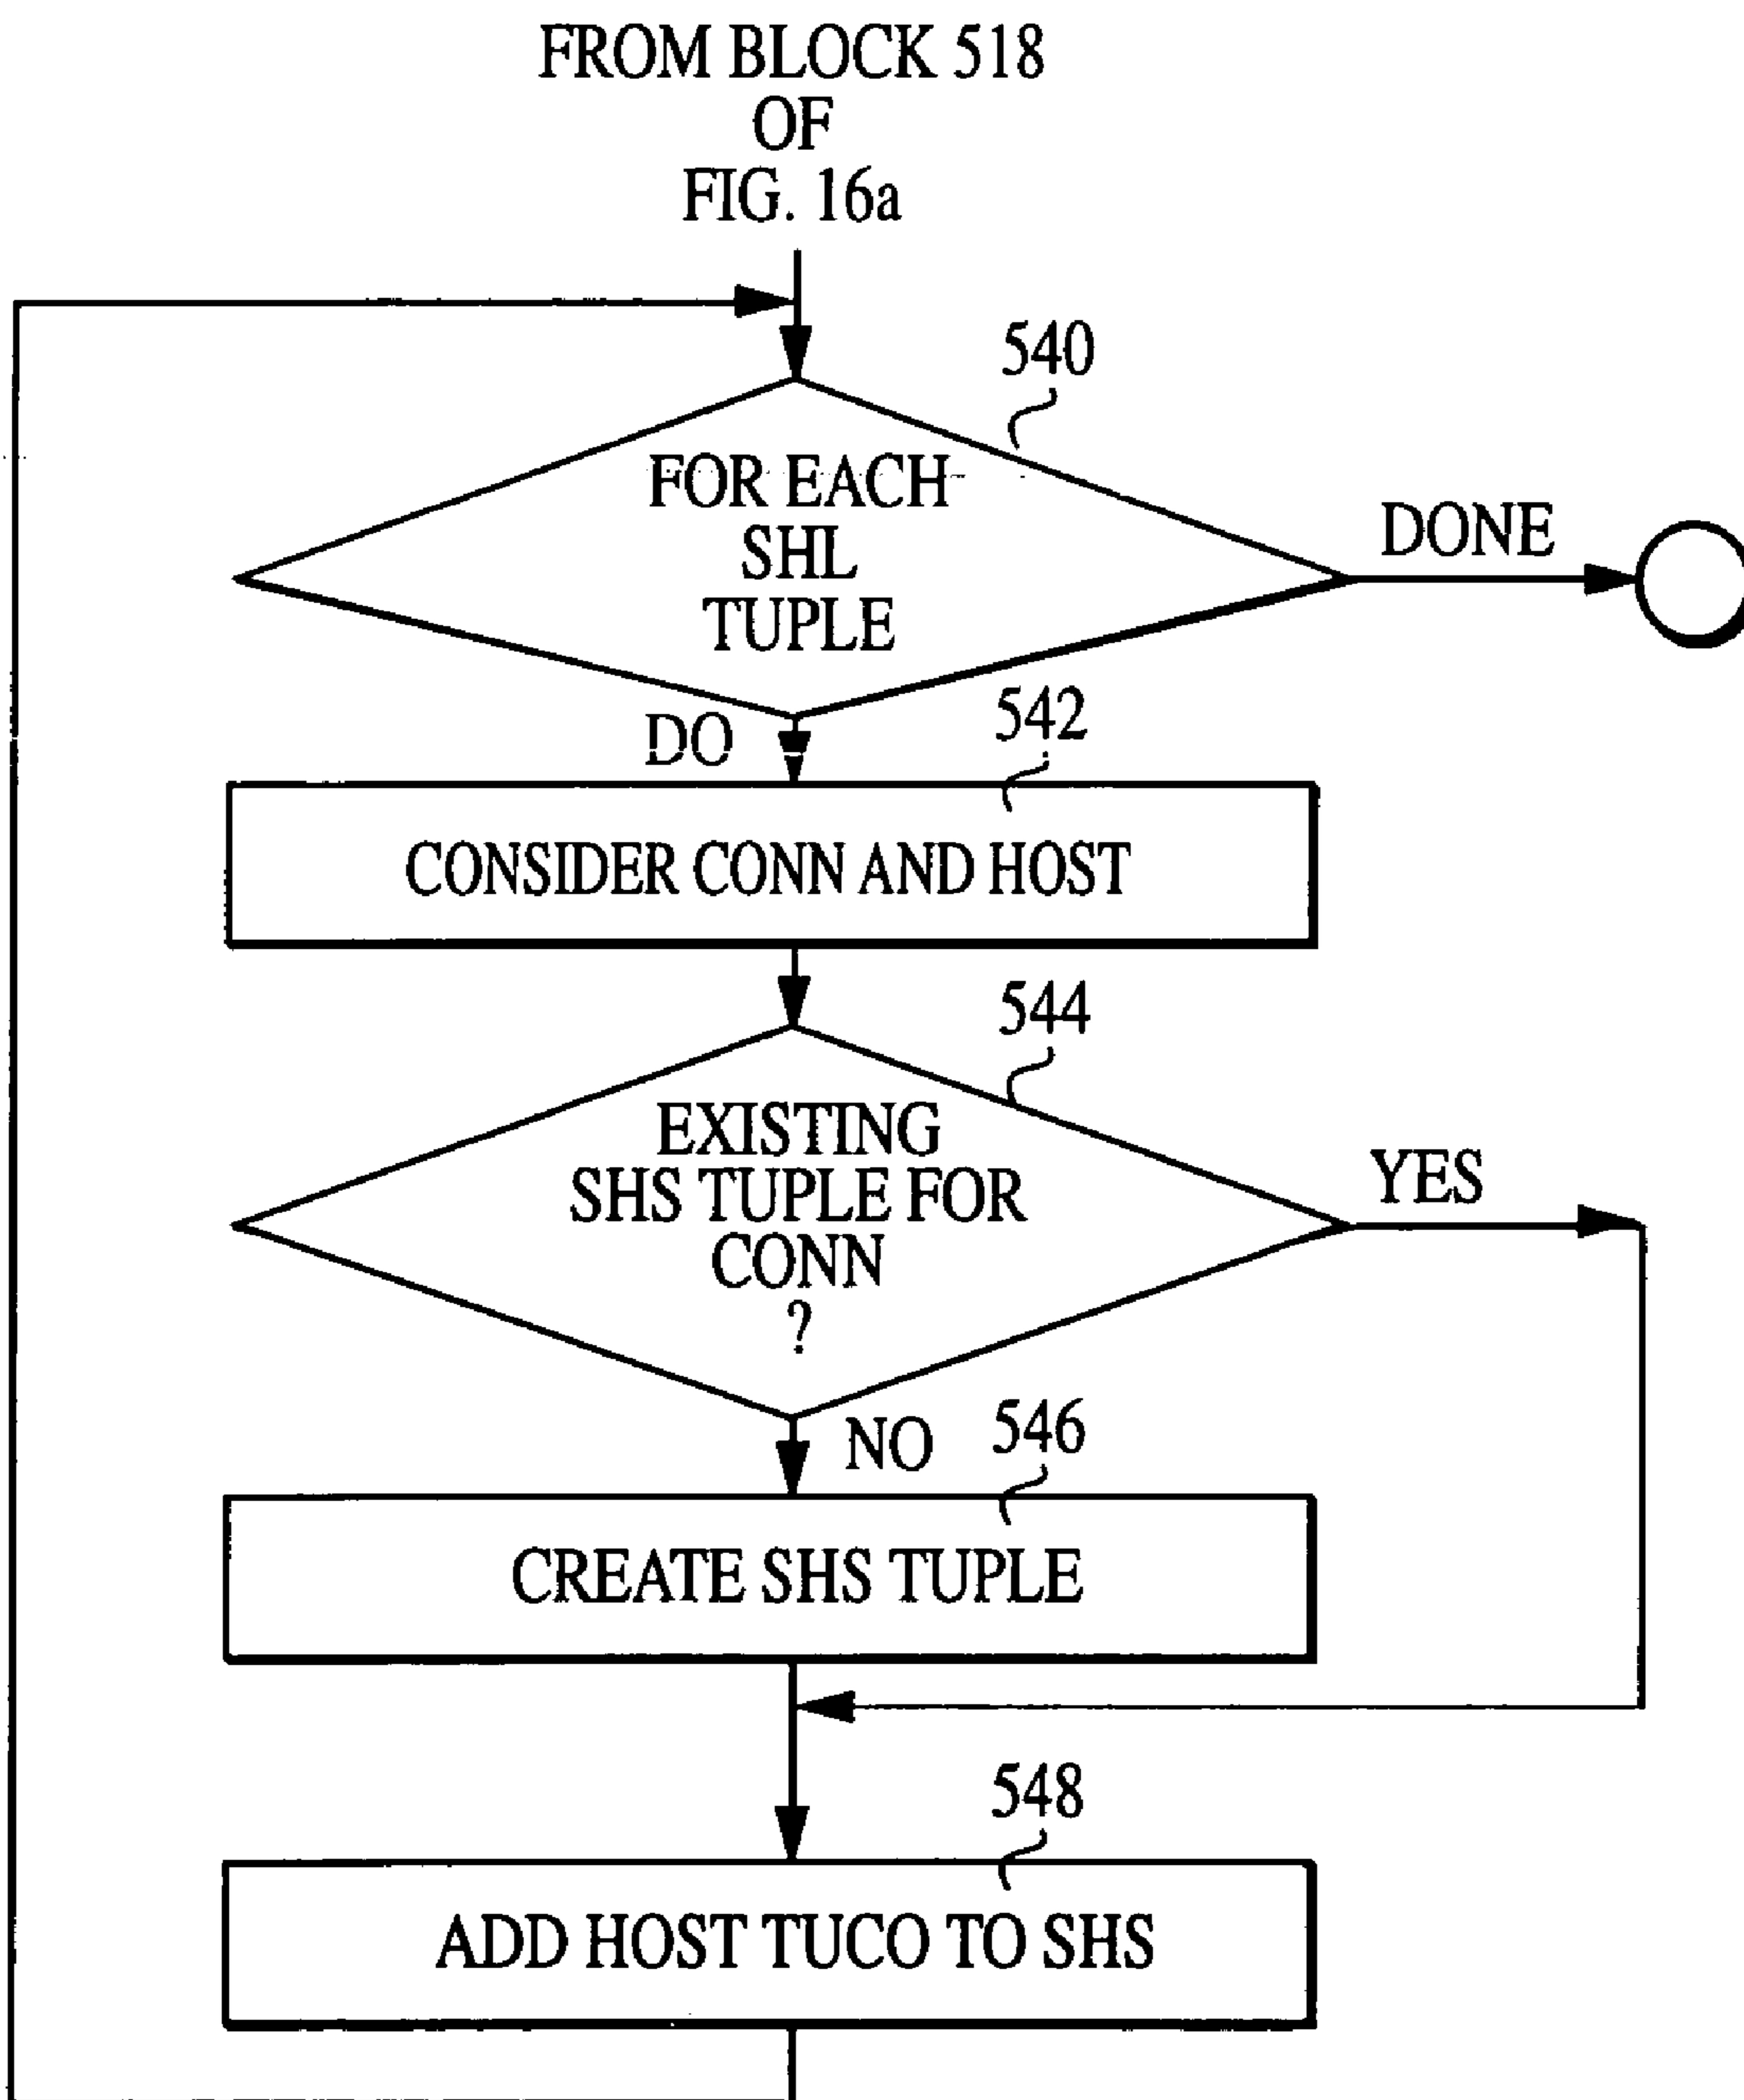 FROM BLOCK 518
OF
FIG. 16a
540
FOR EACH
SHL
TUPLE
DONE
DO
542
CONSIDER CONN AND HOST
544
EXISTING
SHS TUPLE FOR
CONN
?
YES
NO
546
CREATE SHS TUPLE
548
ADD HOST TUCO TO SHS